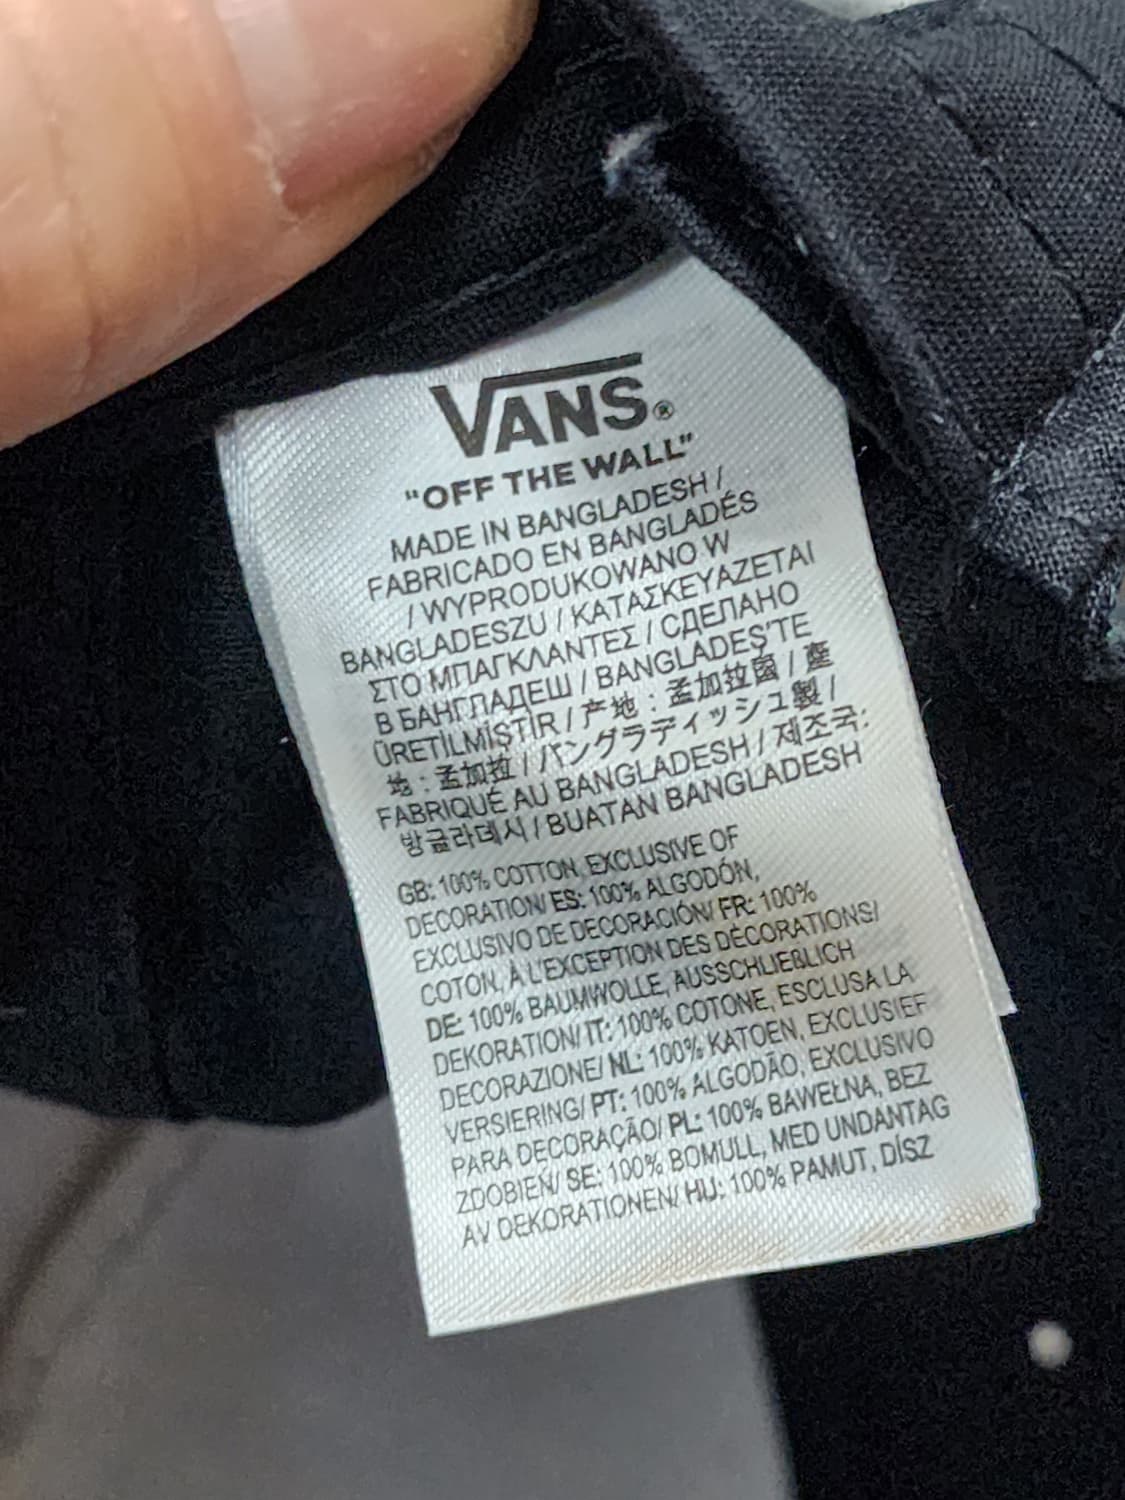 VANS®
"OFF THE WALL"
MADE IN BANGLADESH /
FABRICADO EN BANGLADÉS
/ WYPRODUKOWANO W
BANGLADESZU / ΚΑΤΑΣΚΕΥΑΖΕΤΑΙ
ΣΤΟ ΜΠΑΓΚΛΑΝΤΕΣ / СДЕЛАНО
В БАНГЛАДЕШ / BANGLADEŞ'TE
ÜRETİLMİŞTİR / 产地 : 孟加拉国 / 產
地 : 孟加拉 / バングラディッシュ製 /
FABRIQUÉ AU BANGLADESH / 제조국:
방글라데시 / BUATAN BANGLADESH
GB: 100% COTTON, EXCLUSIVE OF
DECORATION/ ES: 100% ALGODÓN,
EXCLUSIVO DE DECORACIÓN/ FR: 100%
COTON, À L'EXCEPTION DES DÉCORATIONS/
DE: 100% BAUMWOLLE, AUSSCHLIEßLICH
DEKORATION/ IT: 100% COTONE, ESCLUSA LA
DECORAZIONE/ NL: 100% KATOEN, EXCLUSIEF
VERSIERING/ PT: 100% ALGODÃO, EXCLUSIVO
PARA DECORAÇÃO/ PL: 100% BAWEŁNA, BEZ
ZDOBIEŃ/ SE: 100% BOMULL, MED UNDANTAG
AV DEKORATIONEN/ HU: 100% PAMUT, DÍSZ